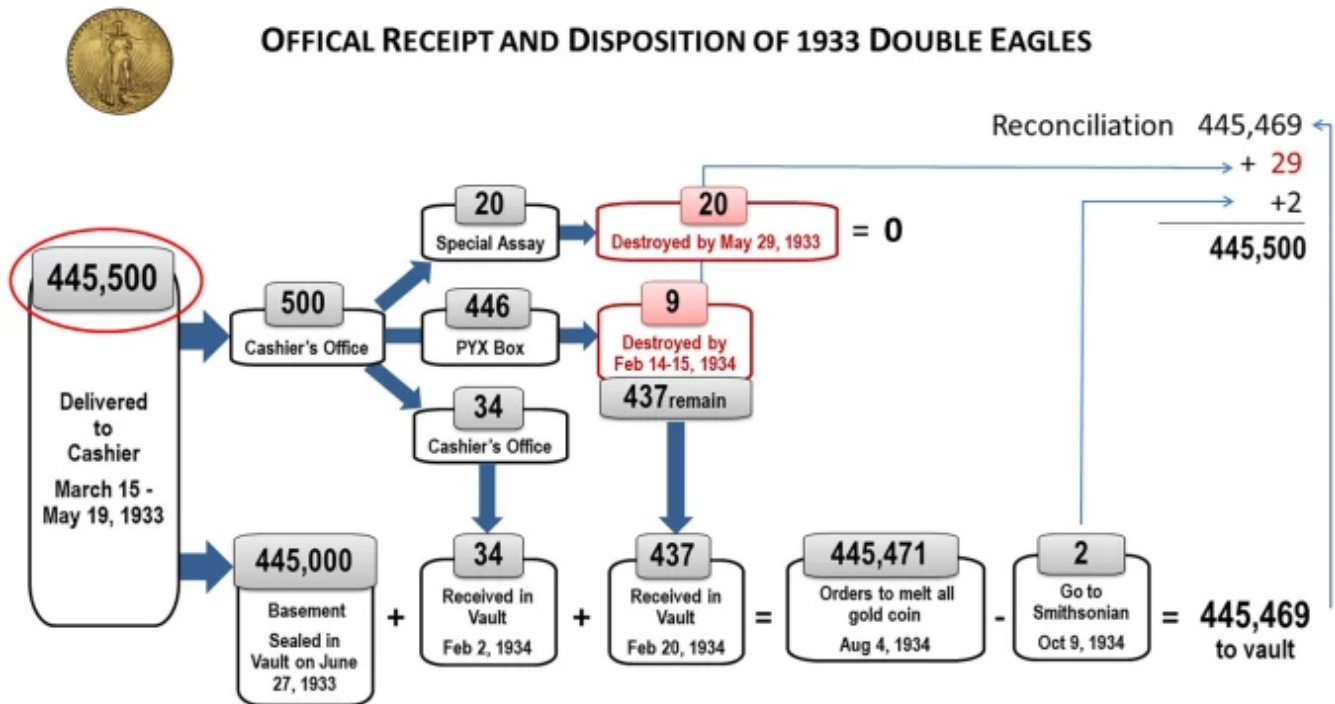 OFFICAL RECEIPT AND DISPOSITION OF 1933 DOUBLE EAGLES
Reconciliation 445,469
+ 29
+2
445,500
20
Special Assay
20
Destroyed by May 29, 1933
= 0
445,500
Delivered
to
Cashier
March 15 -
May 19, 1933
500
Cashier's Office
446
PYX Box
9
Destroyed by
Feb 14-15, 1934
437 remain
34
Cashier's Office
445,000
Basement
Sealed in
Vault on June
27, 1933
+
34
Received in
Vault
Feb 2, 1934
+
437
Received in
Vault
Feb 20, 1934
=
445,471
Orders to melt all
gold coin
Aug 4, 1934
-
2
Go to
Smithsonian
Oct 9, 1934
= 445,469
to vault